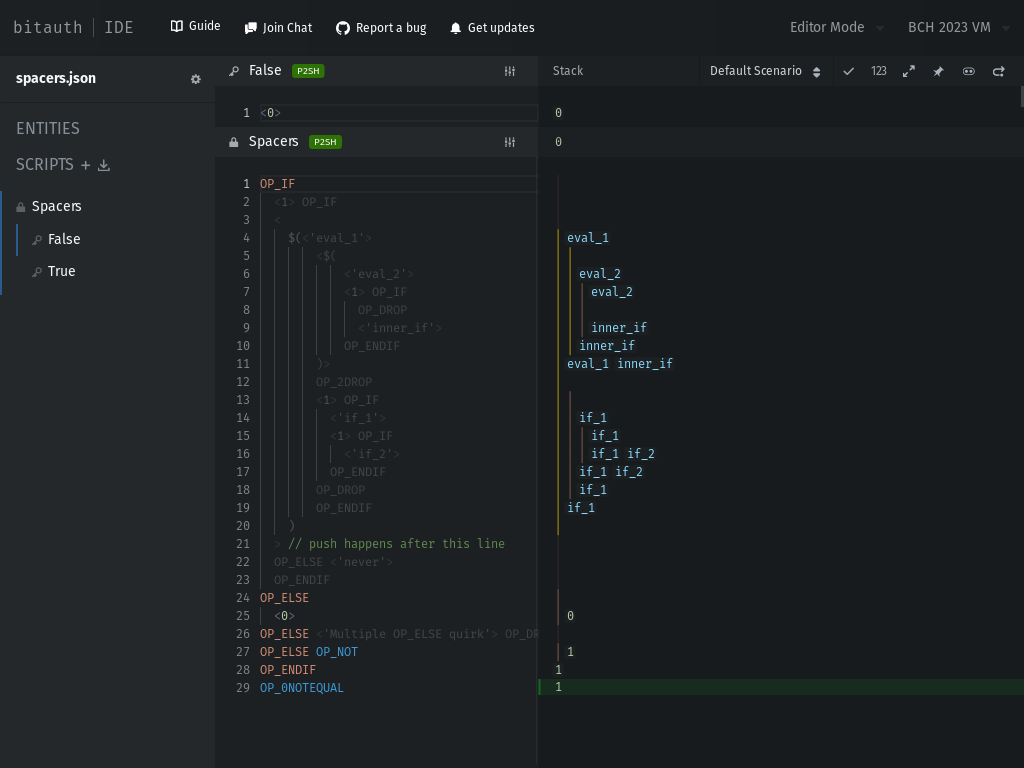 bitauth | IDE Guide Join Chat Report a bug Get updates Editor Mode BCH 2023 VM
spacers.json
ENTITIES
SCRIPTS +
Spacers
False
True
False P2SH
1 <0>
Spacers P2SH
1 OP_IF
2 <1> OP_IF
3 <
4 $(<'eval_1'>
5 <$(
6 <'eval_2'>
7 <1> OP_IF
8 OP_DROP
9 <'inner_if'>
10 OP_ENDIF
11 )>
12 OP_2DROP
13 <1> OP_IF
14 <'if_1'>
15 <1> OP_IF
16 <'if_2'>
17 OP_ENDIF
18 OP_DROP
19 OP_ENDIF
20 )
21 > // push happens after this line
22 OP_ELSE <'never'>
23 OP_ENDIF
24 OP_ELSE
25 <0>
26 OP_ELSE <'Multiple OP_ELSE quirk'> OP_DR
27 OP_ELSE OP_NOT
28 OP_ENDIF
29 OP_0NOTEQUAL
Stack Default Scenario 123
0
0
eval_1
eval_2
eval_2
inner_if
inner_if
eval_1 inner_if
if_1
if_1
if_1 if_2
if_1 if_2
if_1
if_1
0
1
1
1